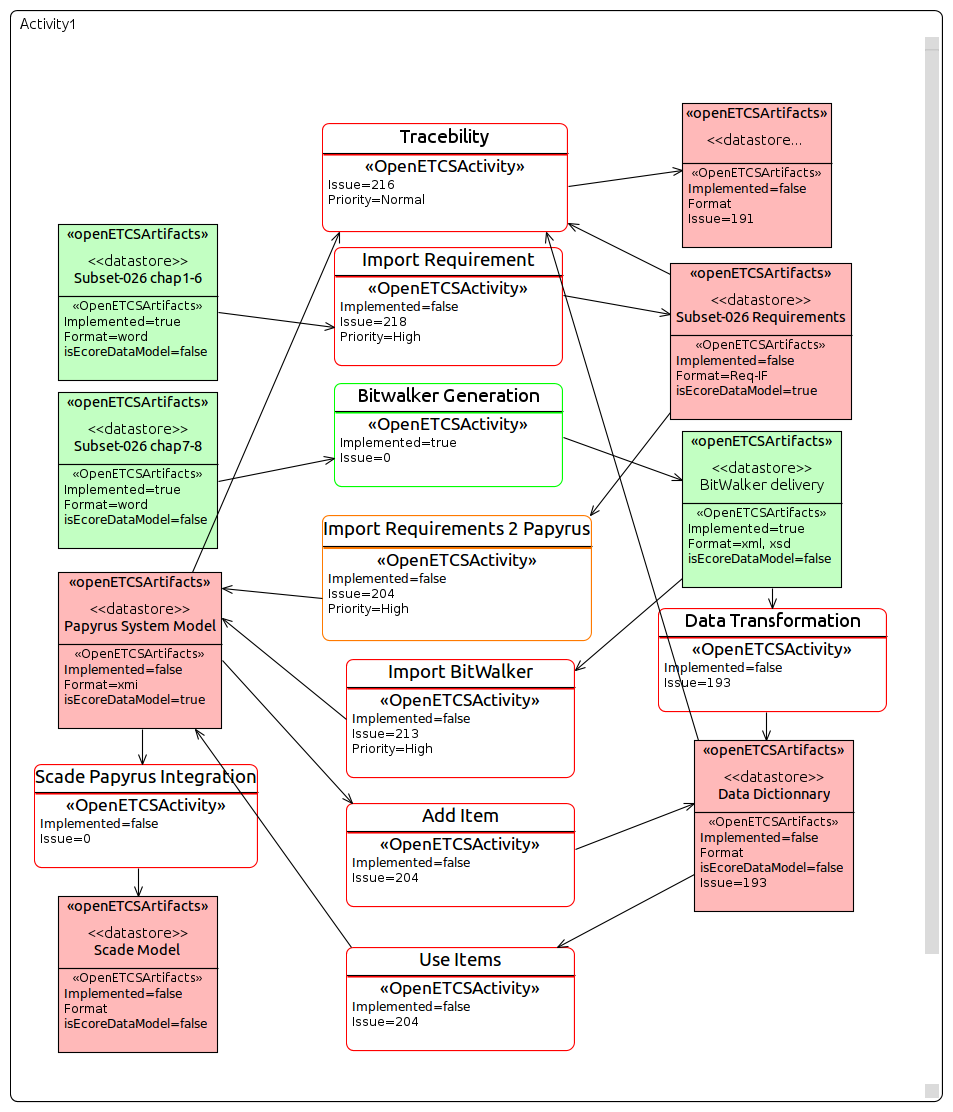 Activity1
Tracebility
«OpenETCSActivity»
Issue=216
Priority=Normal
«openETCSArtifacts»
<<datastore...
«OpenETCSArtifacts»
Implemented=false
Format
Issue=191
«openETCSArtifacts»
<<datastore>>
Subset-026 chap1-6
«OpenETCSArtifacts»
Implemented=true
Format=word
isEcoreDataModel=false
Import Requirement
«OpenETCSActivity»
Implemented=false
Issue=218
Priority=High
«openETCSArtifacts»
<<datastore>>
Subset-026 Requirements
«OpenETCSArtifacts»
Implemented=false
Format=Req-IF
isEcoreDataModel=true
«openETCSArtifacts»
<<datastore>>
Subset-026 chap7-8
«OpenETCSArtifacts»
Implemented=true
Format=word
isEcoreDataModel=false
Bitwalker Generation
«OpenETCSActivity»
Implemented=true
Issue=0
«openETCSArtifacts»
<<datastore>>
BitWalker delivery
«OpenETCSArtifacts»
Implemented=true
Format=xml, xsd
isEcoreDataModel=false
Import Requirements 2 Papyrus
«OpenETCSActivity»
Implemented=false
Issue=204
Priority=High
«openETCSArtifacts»
<<datastore>>
Papyrus System Model
«OpenETCSArtifacts»
Implemented=false
Format=xmi
isEcoreDataModel=true
Data Transformation
«OpenETCSActivity»
Implemented=false
Issue=193
Import BitWalker
«OpenETCSActivity»
Implemented=false
Issue=213
Priority=High
Scade Papyrus Integration
«OpenETCSActivity»
Implemented=false
Issue=0
«openETCSArtifacts»
<<datastore>>
Data Dictionnary
«OpenETCSArtifacts»
Implemented=false
Format
isEcoreDataModel=false
Issue=193
Add Item
«OpenETCSActivity»
Implemented=false
Issue=204
«openETCSArtifacts»
<<datastore>>
Scade Model
«OpenETCSArtifacts»
Implemented=false
Format
isEcoreDataModel=false
Use Items
«OpenETCSActivity»
Implemented=false
Issue=204